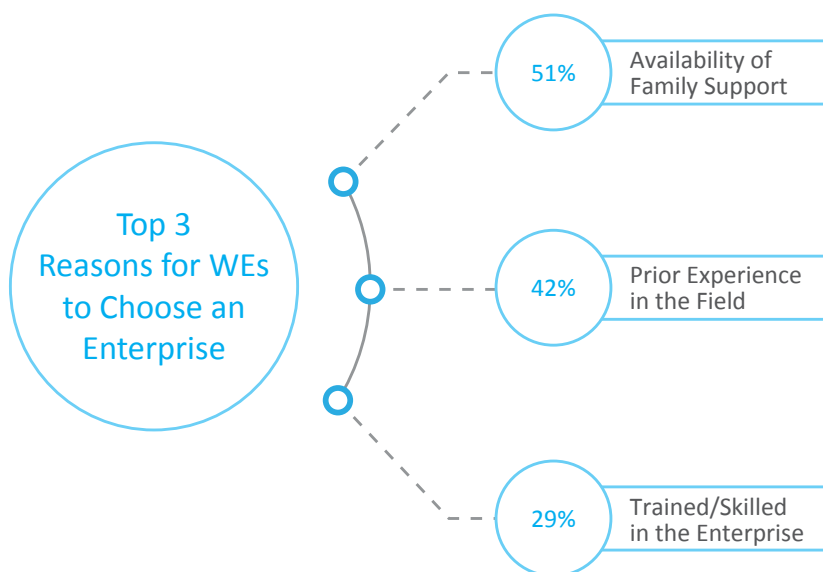 Top 3
Reasons for WEs
to Choose an
Enterprise
51%
Availability of
Family Support
42%
Prior Experience
in the Field
29%
Trained/Skilled
in the Enterprise